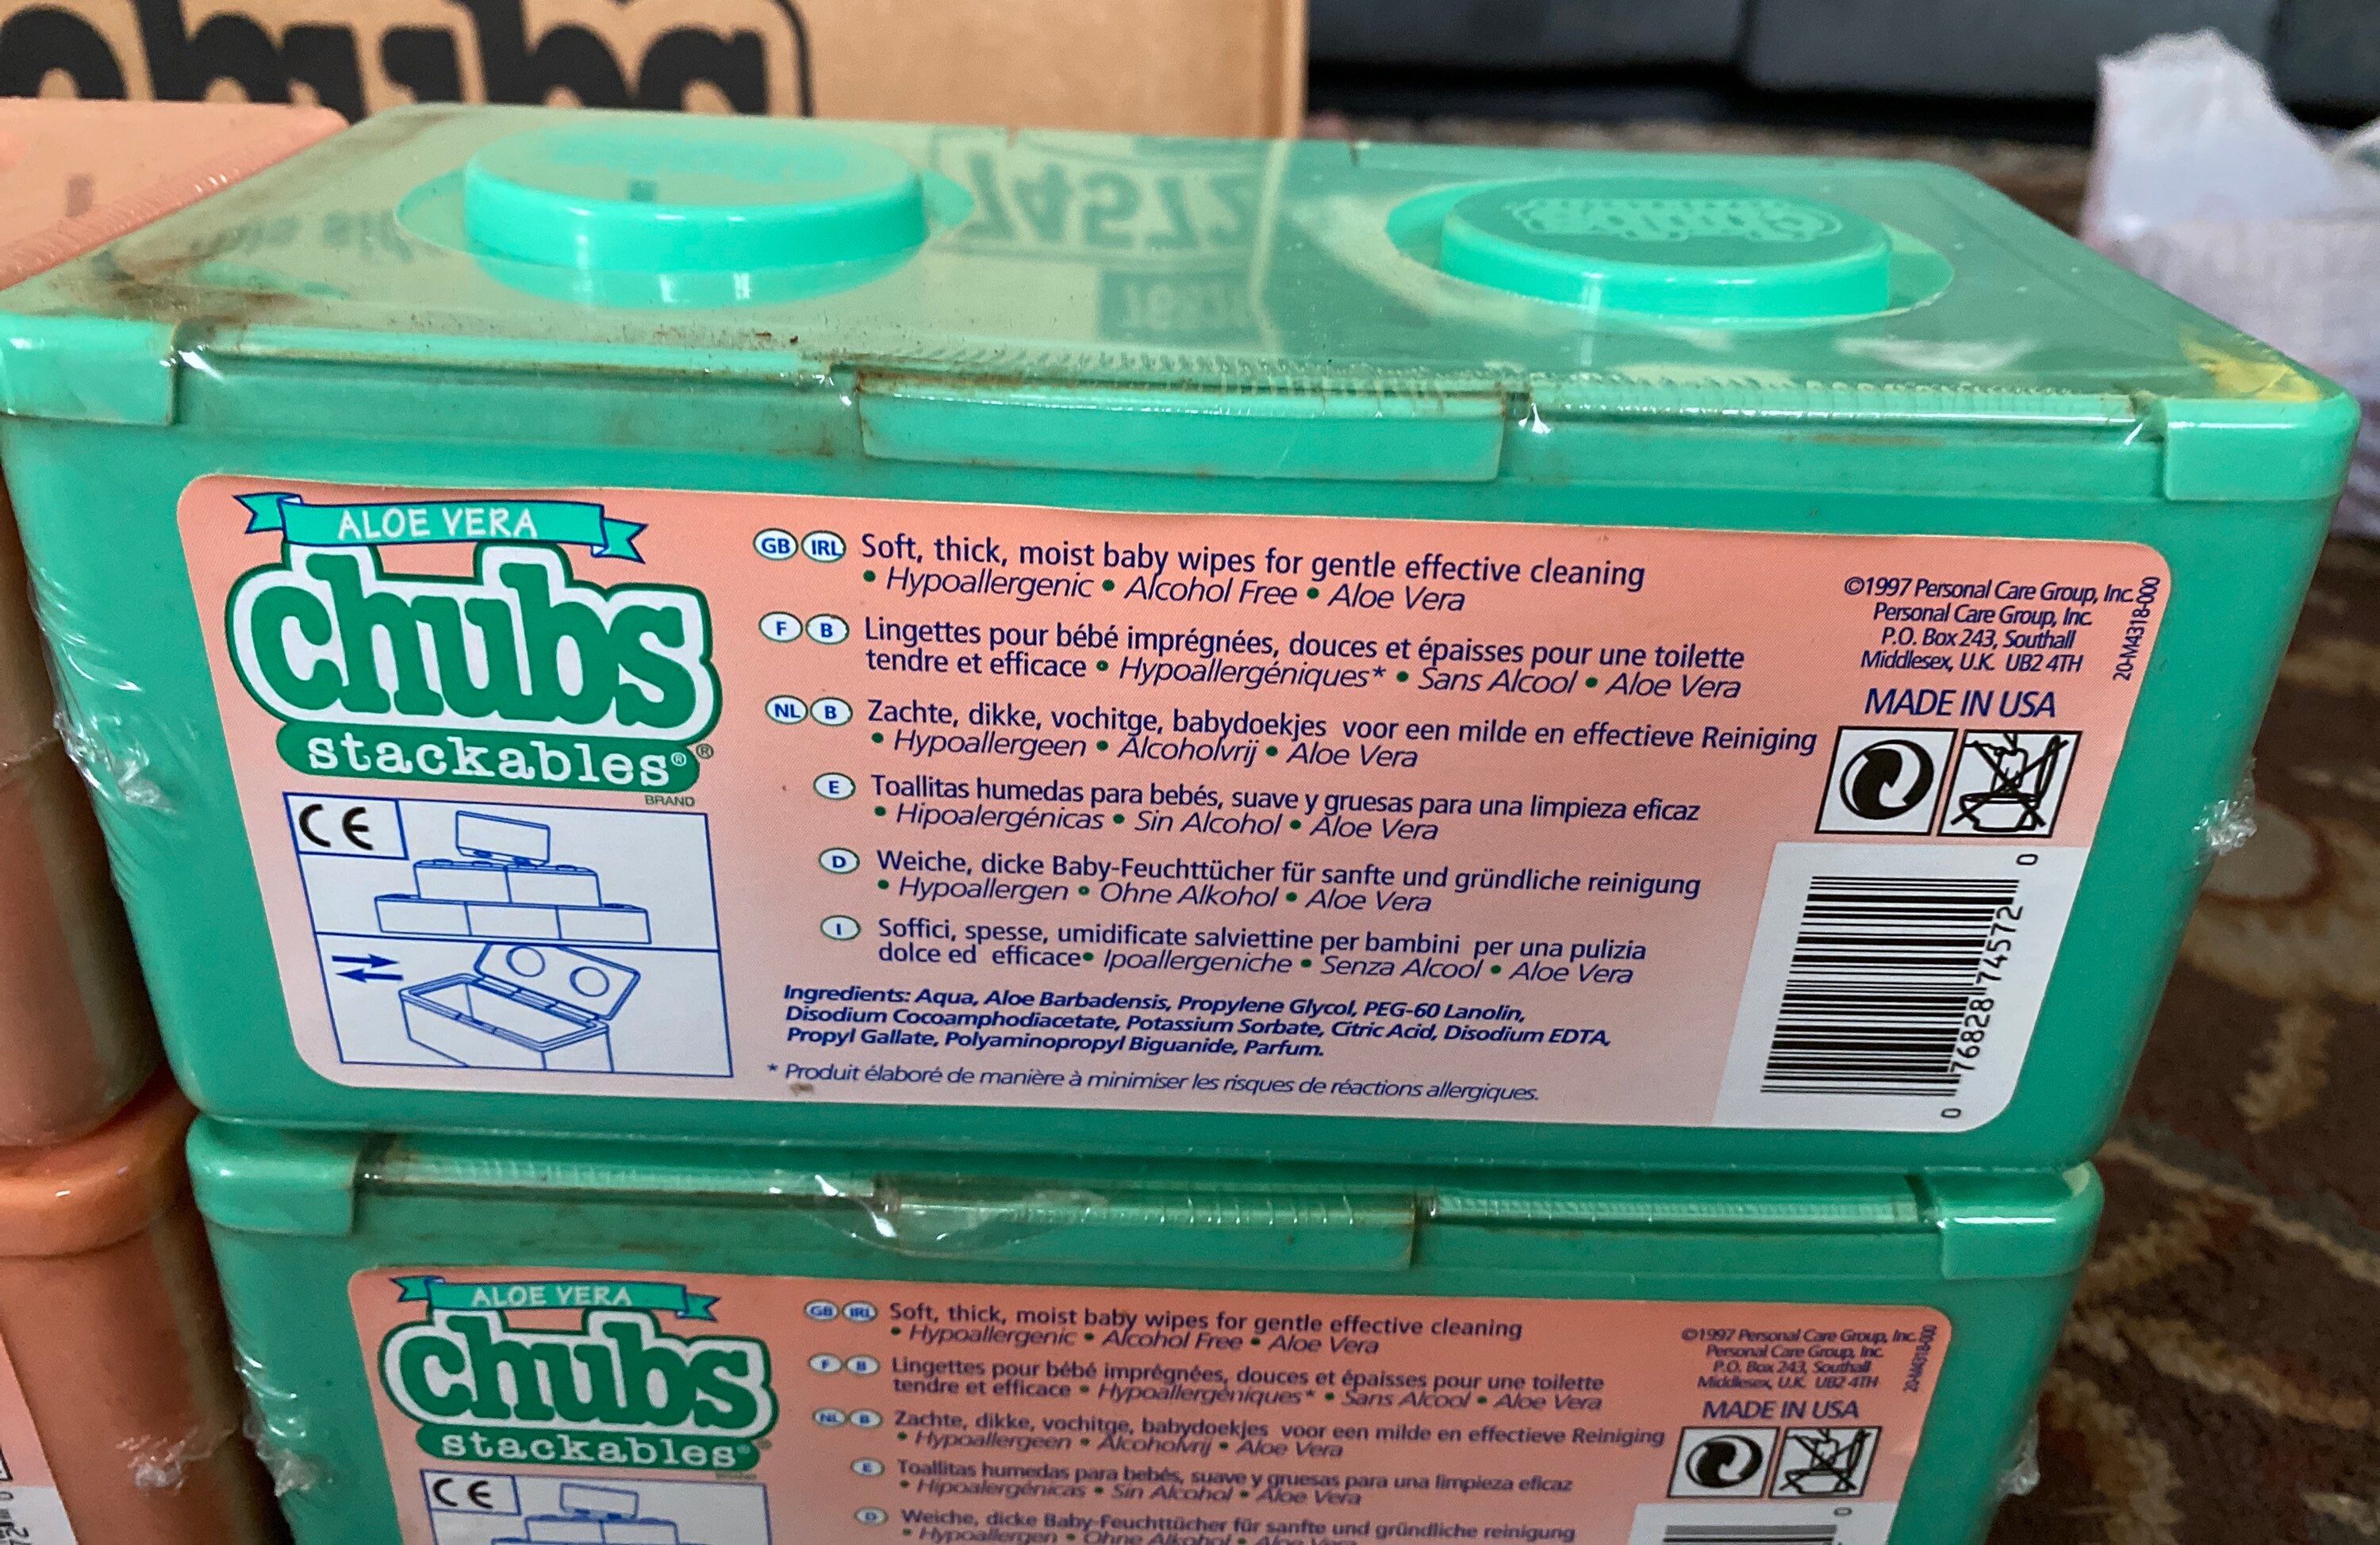 chubs
ALOE VERA
chubs
stackables®®
BRAND
CE
GB IRL Soft, thick, moist baby wipes for gentle effective cleaning
• Hypoallergenic • Alcohol Free • Aloe Vera
F B Lingettes pour bébé imprégnées, douces et épaisses pour une toilette
tendre et efficace • Hypoallergéniques* • Sans Alcool • Aloe Vera
NL B Zachte, dikke, vochitge, babydoekjes voor een milde en effectieve Reiniging
• Hypoallergeen • Alcoholvrij • Aloe Vera
E Toallitas humedas para bebés, suave y gruesas para una limpieza eficaz
• Hipoalergénicas • Sin Alcohol • Aloe Vera
D Weiche, dicke Baby-Feuchttücher für sanfte und gründliche reinigung
• Hypoallergen • Ohne Alkohol • Aloe Vera
I Soffici, spesse, umidificate salviettine per bambini per una pulizia
dolce ed efficace• Ipoallergeniche • Senza Alcool • Aloe Vera
Ingredients: Aqua, Aloe Barbadensis, Propylene Glycol, PEG-60 Lanolin,
Disodium Cocoamphodiacetate, Potassium Sorbate, Citric Acid, Disodium EDTA,
Propyl Gallate, Polyaminopropyl Biguanide, Parfum.
* Produit élaboré de manière à minimiser les risques de réactions allergiques.
©1997 Personal Care Group, Inc.
Personal Care Group, Inc.
P.O. Box 243, Southall
Middlesex, U.K. UB2 4TH
20-M4318-000
MADE IN USA
0 76828 74572 0
ALOE VERA
chubs
stackables®
CE
GB IRL Soft, thick, moist baby wipes for gentle effective cleaning
• Hypoallergenic • Alcohol Free • Aloe Vera
F B Lingettes pour bébé imprégnées, douces et épaisses pour une toilette
tendre et efficace • Hypoallergéniques* • Sans Alcool • Aloe Vera
NL B Zachte, dikke, vochitge, babydoekjes voor een milde en effectieve Reiniging
• Hypoallergeen • Alcoholvrij • Aloe Vera
E Toallitas humedas para bebés, suave y gruesas para una limpieza eficaz
• Hipoalergénicas • Sin Alcohol • Aloe Vera
D Weiche, dicke Baby-Feuchttücher für sanfte und gründliche reinigung
• Hypoallergen • Ohne Alkohol • Aloe Vera
©1997 Personal Care Group, Inc.
Personal Care Group, Inc.
P.O. Box 243, Southall
Middlesex, U.K. UB2 4TH
20-M4318-000
MADE IN USA
0